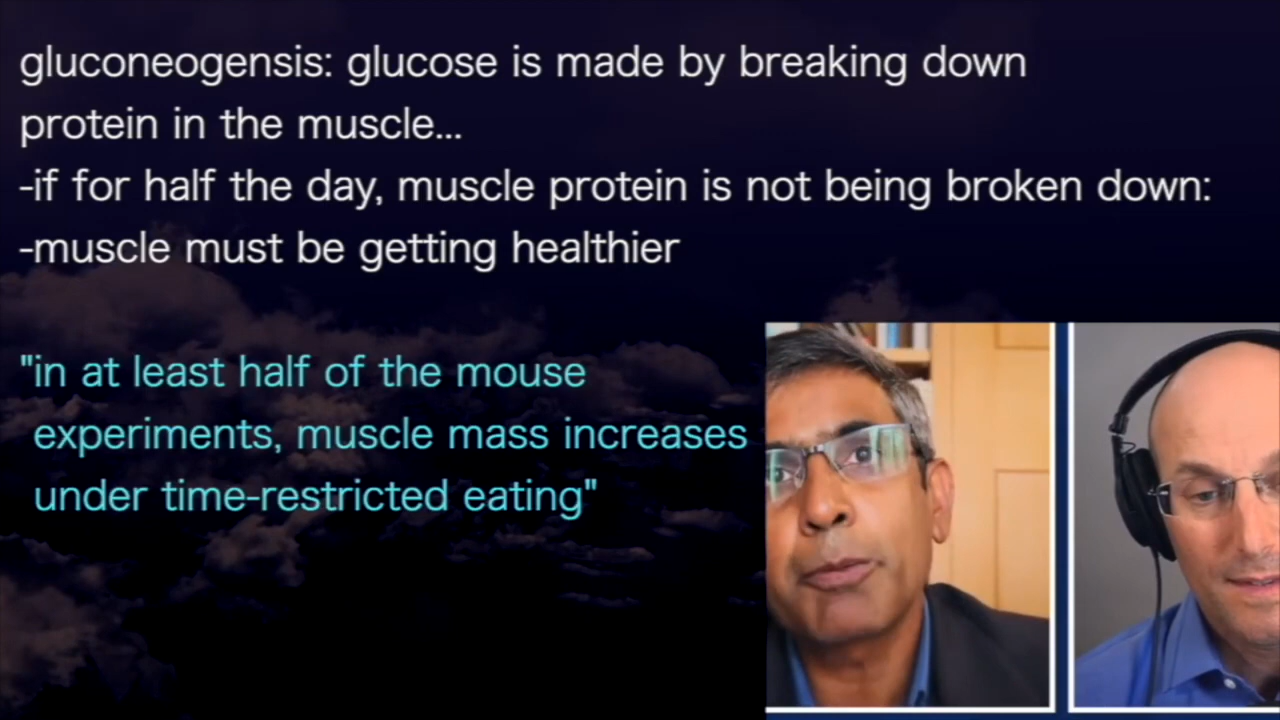 gluconeogensis: glucose is made by breaking down
protein in the muscle...
-if for half the day, muscle protein is not being broken down:
-muscle must be getting healthier
"in at least half of the mouse
experiments, muscle mass increases
under time-restricted eating"